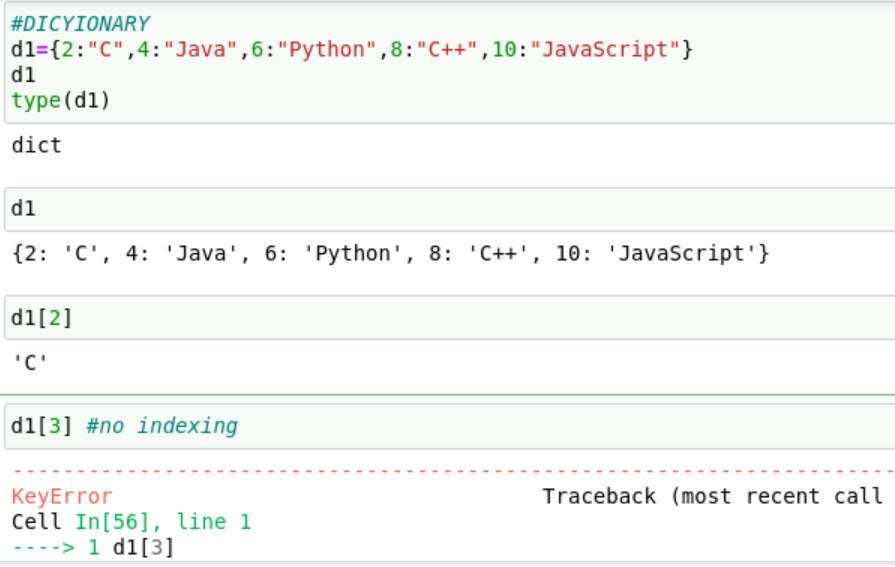 #DICYIONARY
d1={2:"C",4:"Java",6:"Python",8:"C++",10:"JavaScript"}
d1
type(d1)
dict
d1
{2: 'C', 4: 'Java', 6: 'Python', 8: 'C++', 10: 'JavaScript'}
d1[2]
'C'
d1[3] #no indexing
---------------------------------------------------------------------------
KeyError                                  Traceback (most recent call
Cell In[56], line 1
----> 1 d1[3]